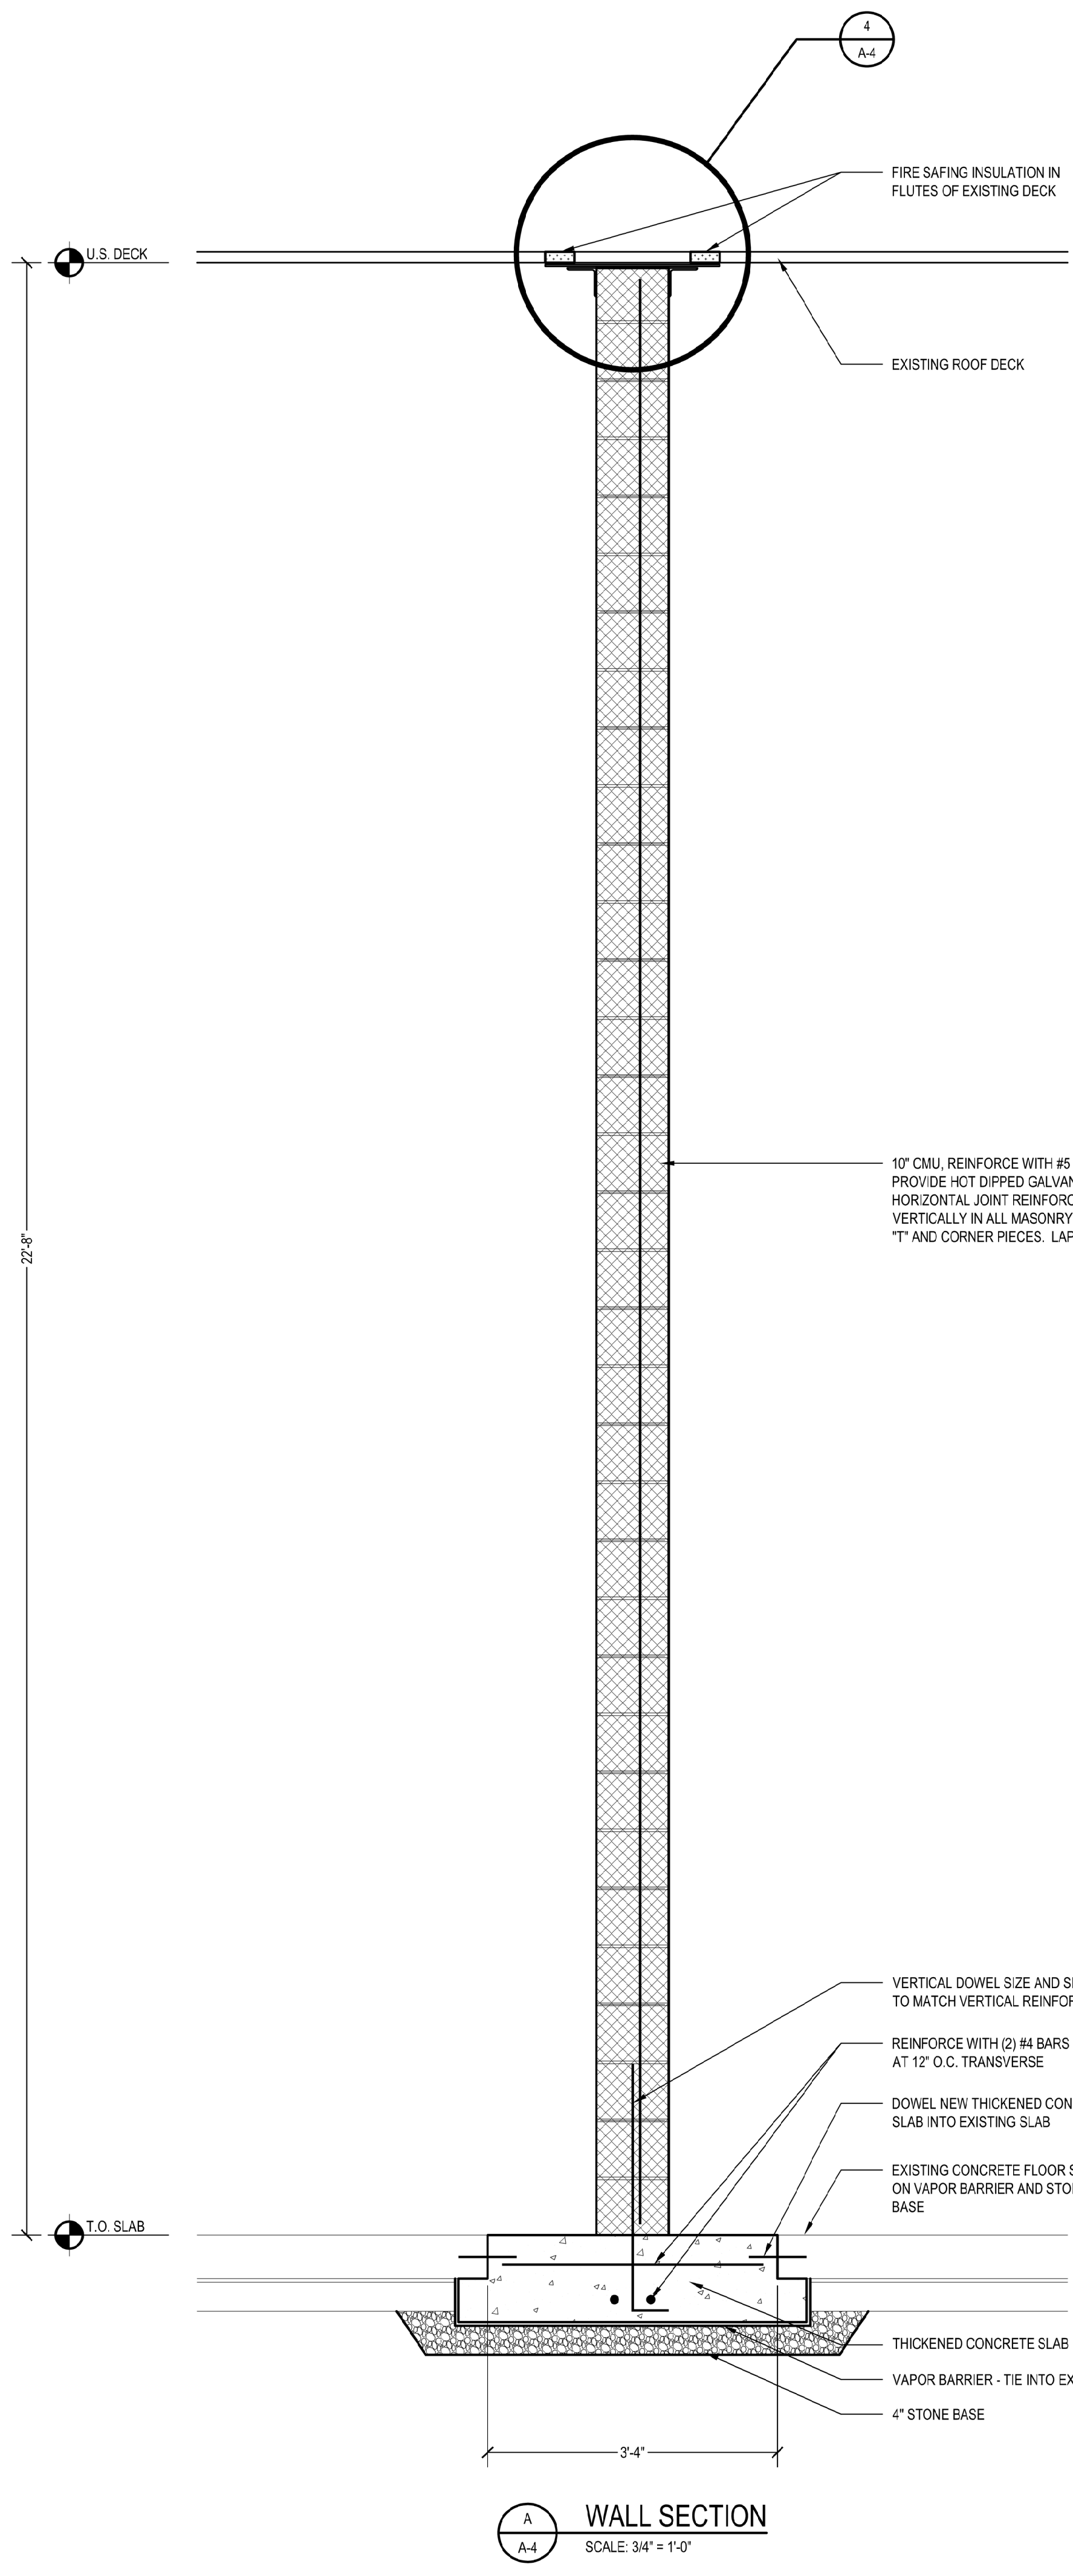 4
A-4
FIRE SAFING INSULATION IN
FLUTES OF EXISTING DECK
U.S. DECK
EXISTING ROOF DECK
10" CMU, REINFORCE WITH #5
PROVIDE HOT DIPPED GALVAN
HORIZONTAL JOINT REINFORC
VERTICALLY IN ALL MASONRY
"T" AND CORNER PIECES. LAP
22'-8"
VERTICAL DOWEL SIZE AND
TO MATCH VERTICAL REINFOR
REINFORCE WITH (2) #4 BARS
AT 12" O.C. TRANSVERSE
DOWEL NEW THICKENED CON
SLAB INTO EXISTING SLAB
EXISTING CONCRETE FLOOR S
ON VAPOR BARRIER AND STO
BASE
T.O. SLAB
THICKENED CONCRETE SLAB
VAPOR BARRIER - TIE INTO EX
4" STONE BASE
3'-4"
A
A-4
WALL SECTION
SCALE: 3/4" = 1'-0"